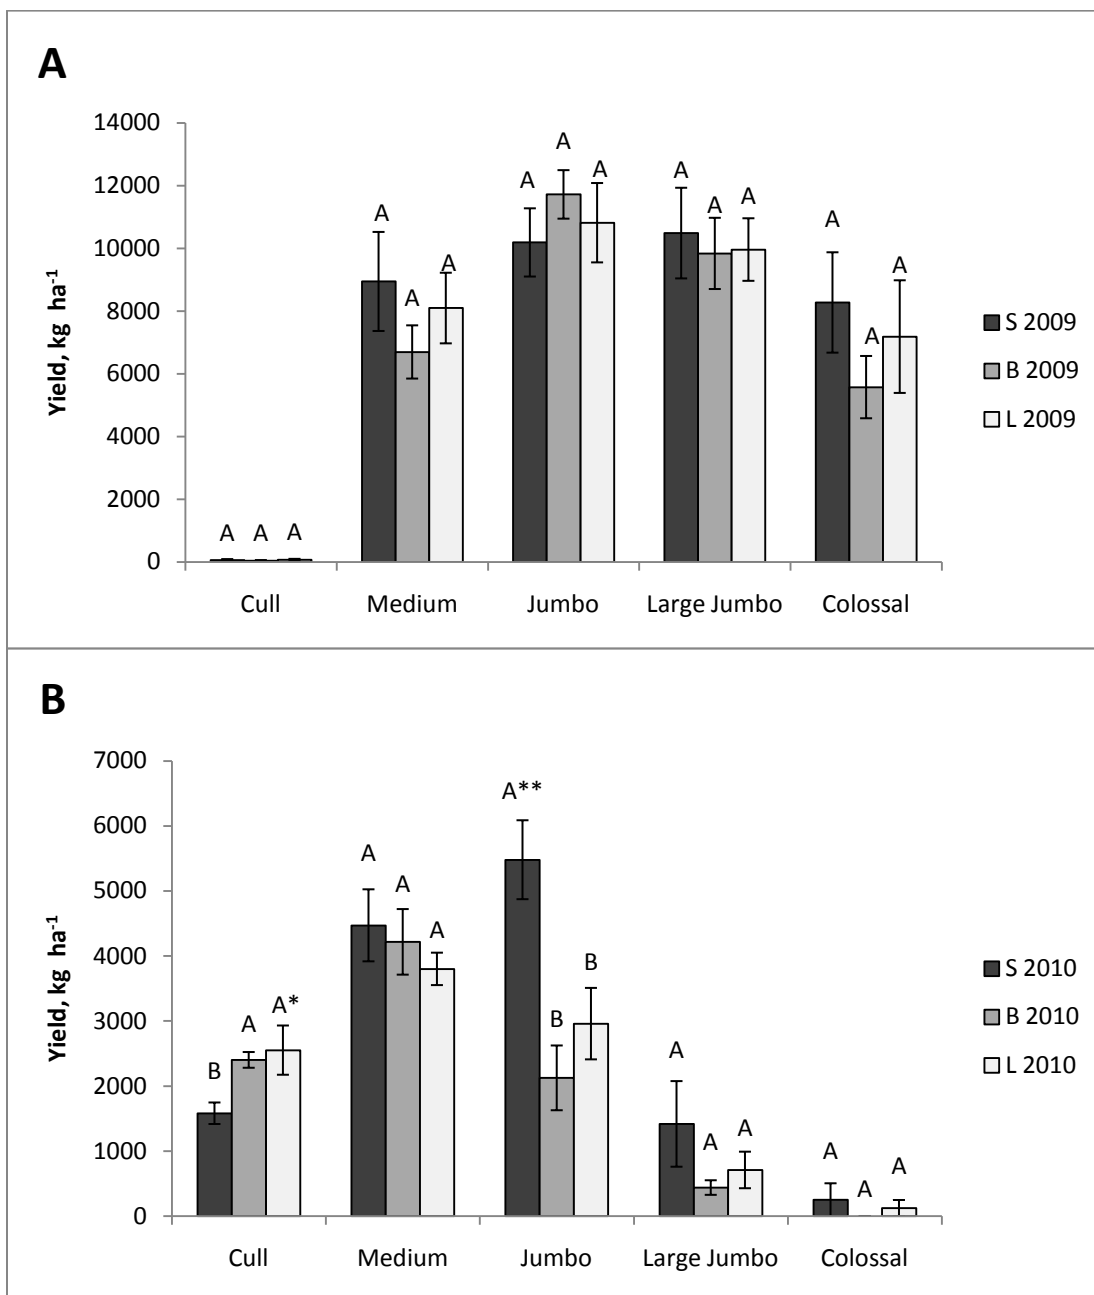 A
Yield, kg ha-1
14000
12000
10000
8000
6000
4000
2000
0
A A A
A A A
A A A
A A A
A A A
Cull Medium Jumbo Large Jumbo Colossal
S 2009
B 2009
L 2009
B
Yield, kg ha-1
7000
6000
5000
4000
3000
2000
1000
0
B A A*
A A A
A** B B
A A A
A A A
Cull Medium Jumbo Large Jumbo Colossal
S 2010
B 2010
L 2010